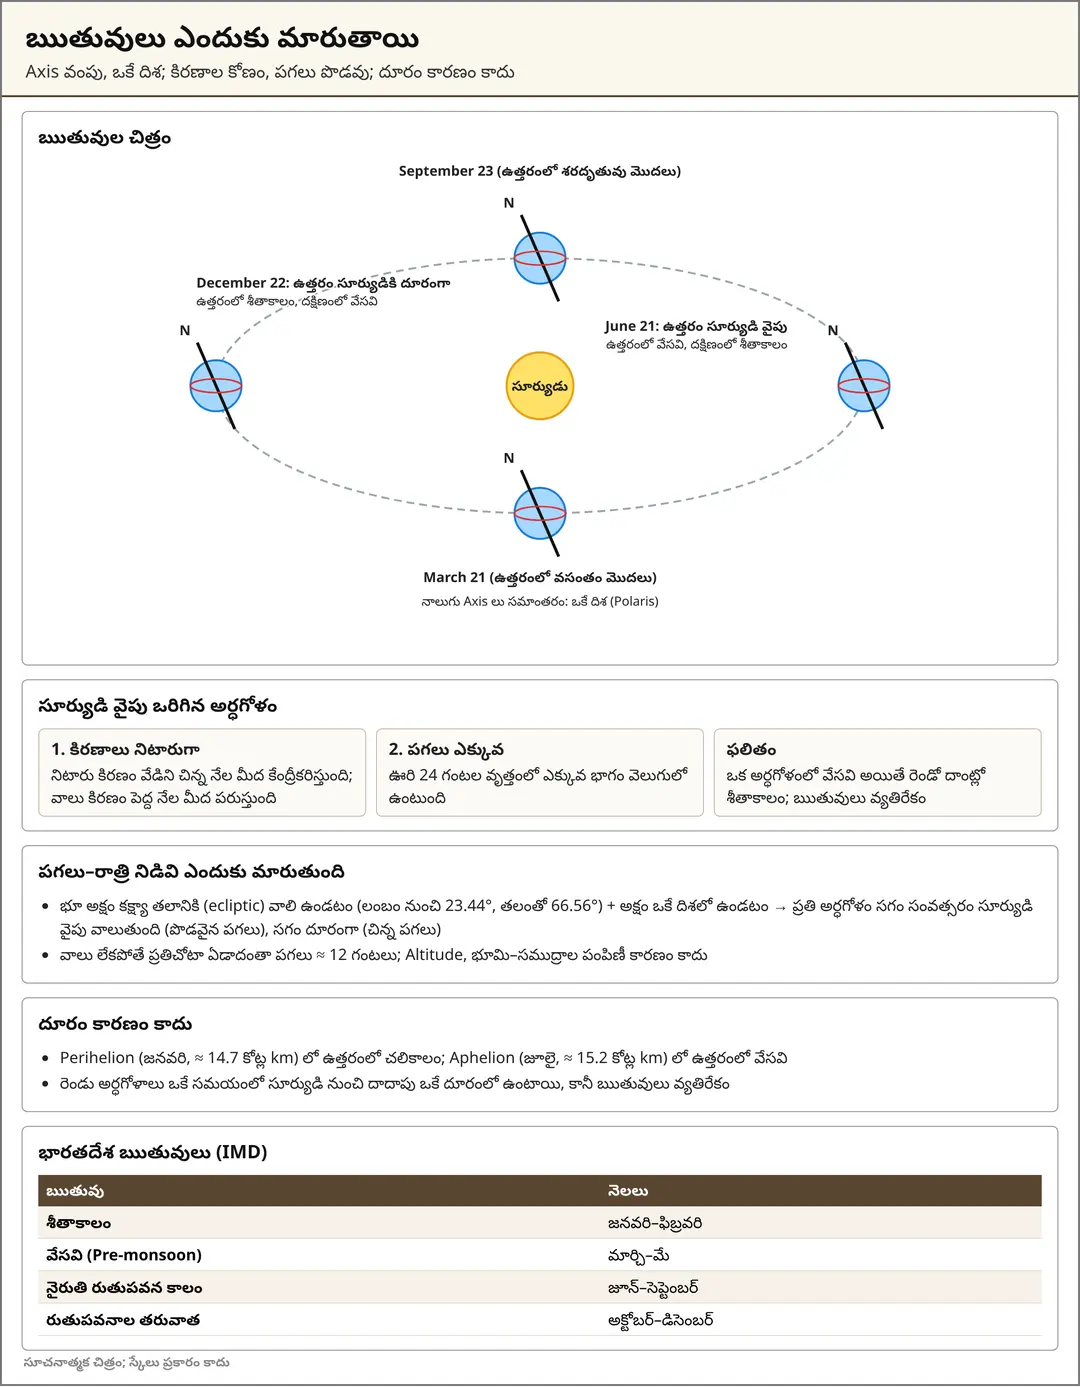 ఋతువులు ఎందుకు మారుతాయి
Axis వంపు, ఒకే దిశ; కిరణాల కోణం, పగలు పొడవు; దూరం కారణం కాదు
ఋతువుల చిత్రం
September 23 (ఉత్తరంలో శరదృతువు మొదలు)
N
December 22: ఉత్తరం సూర్యుడికి దూరంగా
ఉత్తరంలో శీతాకాలం, దక్షిణంలో వేసవి
N
June 21: ఉత్తరం సూర్యుడి వైపు
ఉత్తరంలో వేసవి, దక్షిణంలో శీతాకాలం
N
సూర్యుడు
N
March 21 (ఉత్తరంలో వసంతం మొదలు)
నాలుగు Axis లు సమాంతరం: ఒకే దిశ (Polaris)
సూర్యుడి వైపు ఒరిగిన అర్ధగోళం
1. కిరణాలు నిటారుగా
నిటారు కిరణం వేడిని చిన్న నేల మీద కేంద్రీకరిస్తుంది;
వాలు కిరణం పెద్ద నేల మీద పరుస్తుంది
2. పగలు ఎక్కువ
ఊరి 24 గంటల వృత్తంలో ఎక్కువ భాగం వెలుగులో
ఉంటుంది
ఫలితం
ఒక అర్ధగోళంలో వేసవి అయితే రెండో దాంట్లో
శీతాకాలం; ఋతువులు వ్యతిరేకం
పగలు–రాత్రి నిడివి ఎందుకు మారుతుంది
• భూ అక్షం కక్ష్యా తలానికి (ecliptic) వాలి ఉండటం (లంబం నుంచి 23.44°, తలంతో 66.56°) + అక్షం ఒకే దిశలో ఉండటం → ప్రతి అర్ధగోళం సగం సంవత్సరం సూర్యుడి
వైపు వాలుతుంది (పొడవైన పగలు), సగం దూరంగా (చిన్న పగలు)
• వాలు లేకపోతే ప్రతిచోటా ఏడాదంతా పగలు ≈ 12 గంటలు; Altitude, భూమి–సముద్రాల పంపిణీ కారణం కాదు
దూరం కారణం కాదు
• Perihelion (జనవరి, ≈ 14.7 కోట్ల km) లో ఉత్తరంలో చలికాలం; Aphelion (జూలై, ≈ 15.2 కోట్ల km) లో ఉత్తరంలో వేసవి
• రెండు అర్ధగోళాలు ఒకే సమయంలో సూర్యుడి నుంచి దాదాపు ఒకే దూరంలో ఉంటాయి, కానీ ఋతువులు వ్యతిరేకం
భారతదేశ ఋతువులు (IMD)
ఋతువు నెలలు
శీతాకాలం జనవరి–ఫిబ్రవరి
వేసవి (Pre-monsoon) మార్చి–మే
నైరుతి రుతుపవన కాలం జూన్–సెప్టెంబర్
రుతుపవనాల తరువాత అక్టోబర్–డిసెంబర్
సూచనాత్మక చిత్రం; స్కేలు ప్రకారం కాదు